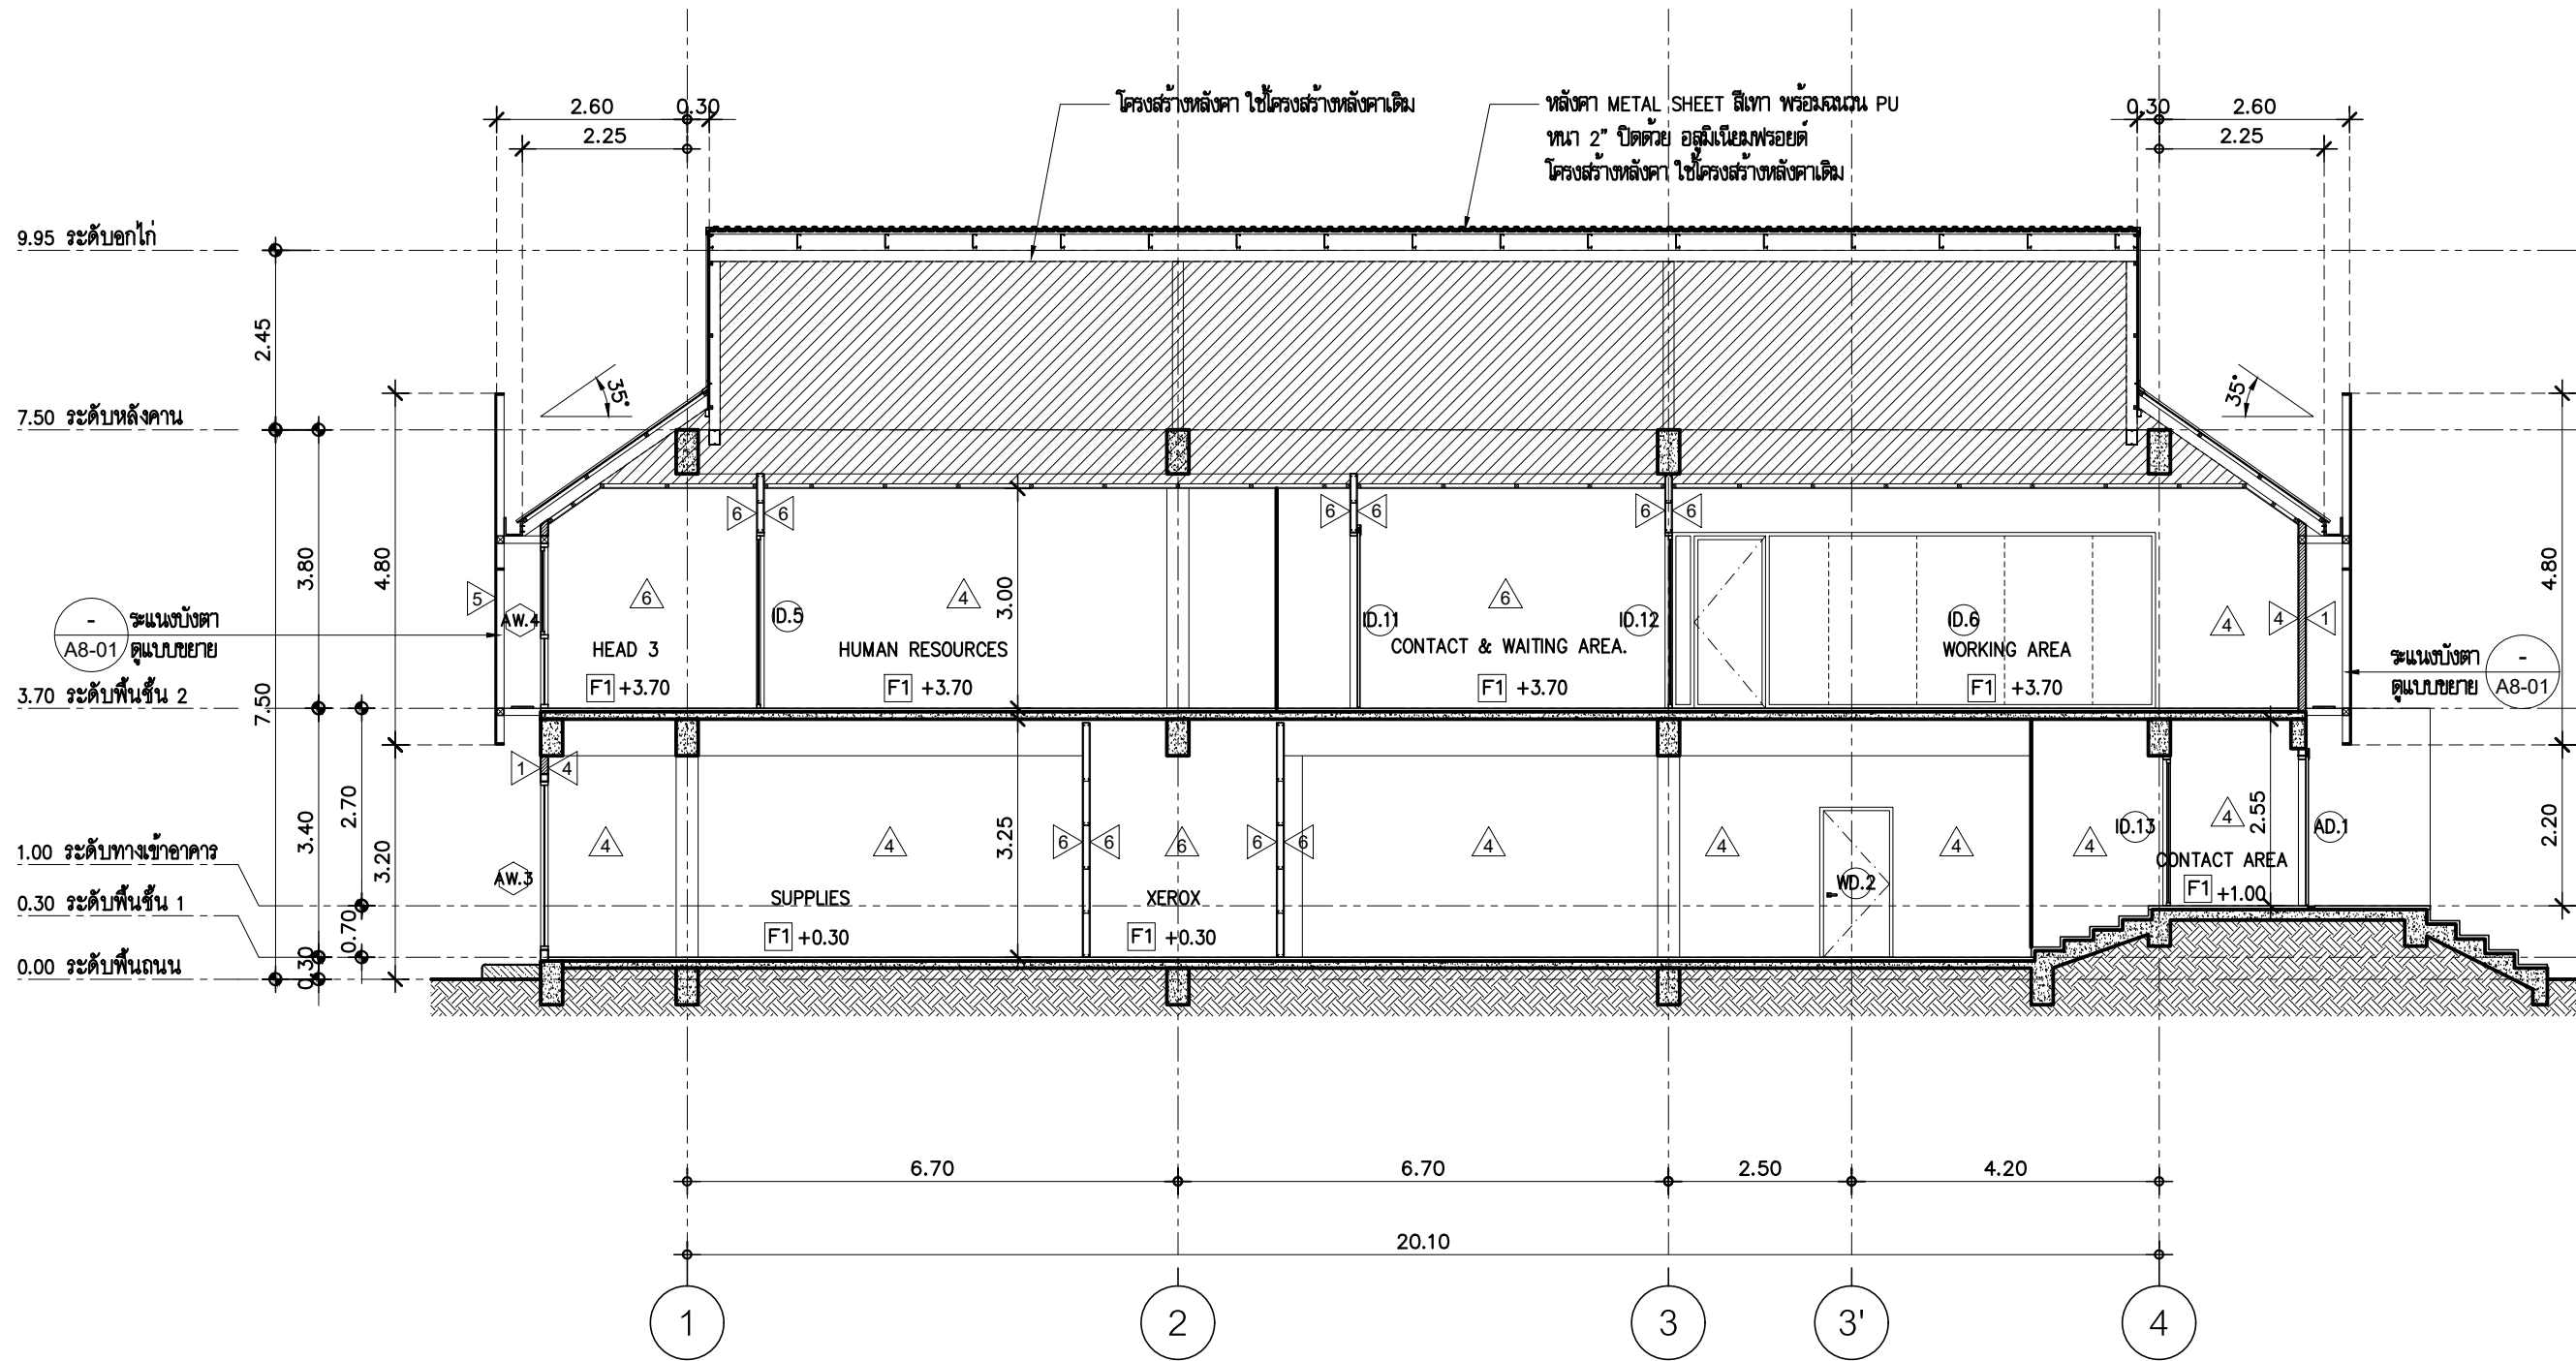 โครงสร้างหลังคา ใช้โครงสร้างหลังคาเดิม
หลังคา METAL SHEET สีเทา พร้อมฉนวน PU
หนา 2" ปิดด้วย อลูมิเนียมฟรอยด์
โครงสร้างหลังคา ใช้โครงสร้างหลังคาเดิม
2.60 0.30
2.25
0.30 2.60
2.25
9.95 ระดับอกไก่
2.45
35°
35°
7.50 ระดับหลังคาน
3.80
4.80
4.80
3.00
6 6
6 6
6 6
5
AW.4
6
ID.5
4
ID.11
6
ID.12
ID.6
4
4 1
-
A8-01
ระแนงบังตา
ดูแบบขยาย
HEAD 3
F1 +3.70
HUMAN RESOURCES
F1 +3.70
CONTACT & WAITING AREA.
F1 +3.70
WORKING AREA
F1 +3.70
ระแนงบังตา
ดูแบบขยาย
-
A8-01
3.70 ระดับพื้นชั้น 2
7.50
1 4
3.40
2.70
3.20
3.25
2.55
2.20
1.00 ระดับทางเข้าอาคาร
AW.3
4
4
6 6
6
6 6
4
4
4
4
4
WD.2
ID.13
AD.1
CONTACT AREA
F1 +1.00
SUPPLIES
F1 +0.30
XEROX
F1 +0.30
0.30 ระดับพื้นชั้น 1
0.70
0.30
0.00 ระดับพื้นถนน
6.70 6.70 2.50 4.20
20.10
1 2 3 3' 4